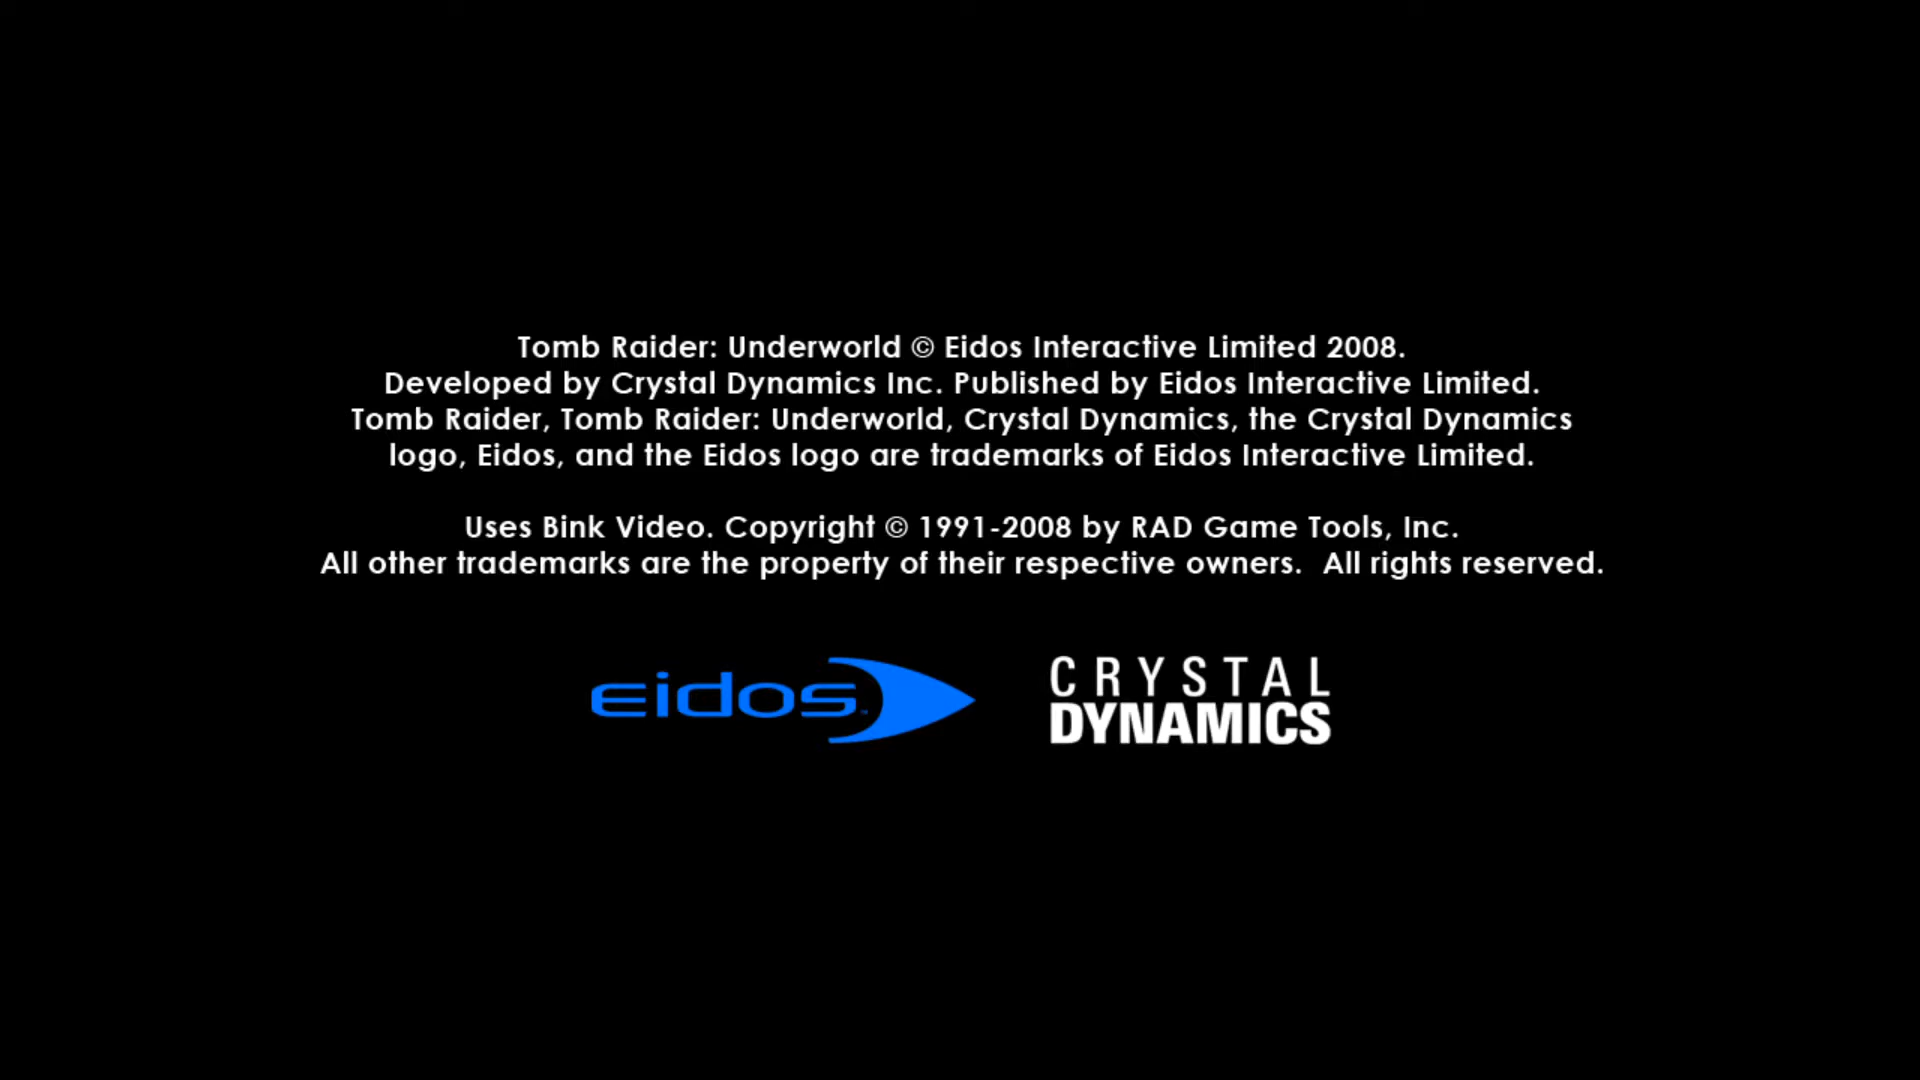 Tomb Raider: Underworld © Eidos Interactive Limited 2008.
Developed by Crystal Dynamics Inc. Published by Eidos Interactive Limited.
Tomb Raider, Tomb Raider: Underworld, Crystal Dynamics, the Crystal Dynamics
logo, Eidos, and the Eidos logo are trademarks of Eidos Interactive Limited.
Uses Bink Video. Copyright © 1991-2008 by RAD Game Tools, Inc.
All other trademarks are the property of their respective owners.  All rights reserved.
eidos™
CRYSTAL
DYNAMICS